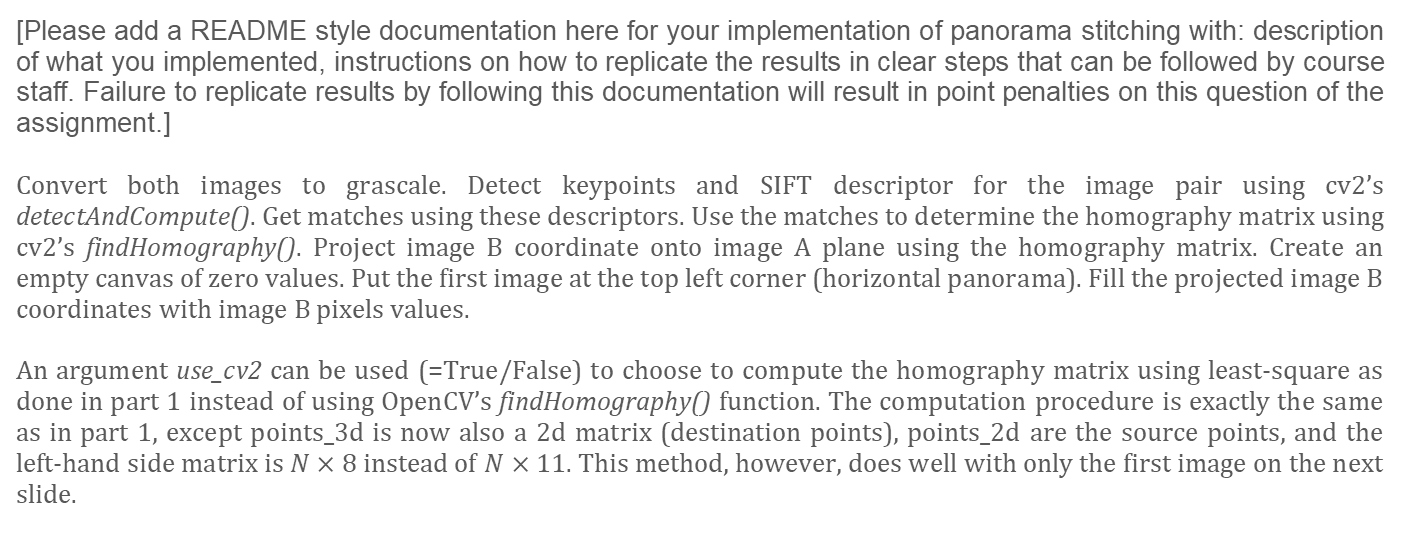 [Please add a README style documentation here for your implementation of panorama stitching with: description
of what you implemented, instructions on how to replicate the results in clear steps that can be followed by course
staff. Failure to replicate results by following this documentation will result in point penalties on this question of the
assignment.]
Convert both images to grascale. Detect keypoints and SIFT descriptor for the image pair using cv2’s
detectAndCompute(). Get matches using these descriptors. Use the matches to determine the homography matrix using
cv2’s findHomography(). Project image B coordinate onto image A plane using the homography matrix. Create an
empty canvas of zero values. Put the first image at the top left corner (horizontal panorama). Fill the projected image B
coordinates with image B pixels values.
An argument use_cv2 can be used (=True/False) to choose to compute the homography matrix using least-square as
done in part 1 instead of using OpenCV’s findHomography() function. The computation procedure is exactly the same
as in part 1, except points_3d is now also a 2d matrix (destination points), points_2d are the source points, and the
left-hand side matrix is N × 8 instead of N × 11. This method, however, does well with only the first image on the next
slide.